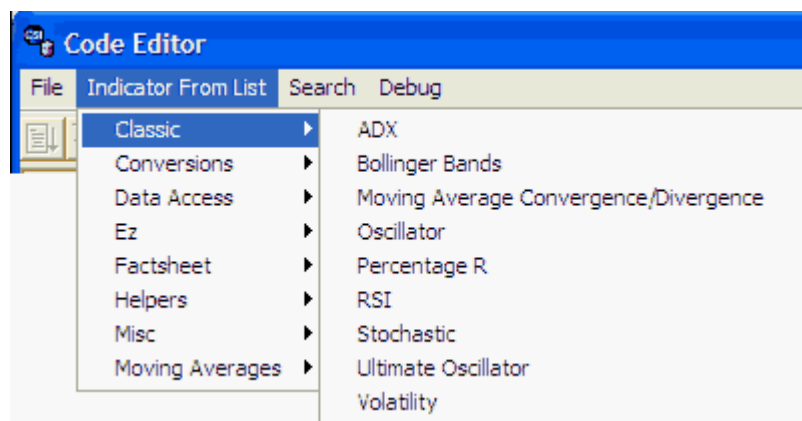 CSI
Code Editor
File Indicator From List Search Debug
Classic
Conversions
Data Access
Ez
Factsheet
Helpers
Misc
Moving Averages
ADX
Bollinger Bands
Moving Average Convergence/Divergence
Oscillator
Percentage R
RSI
Stochastic
Ultimate Oscillator
Volatility